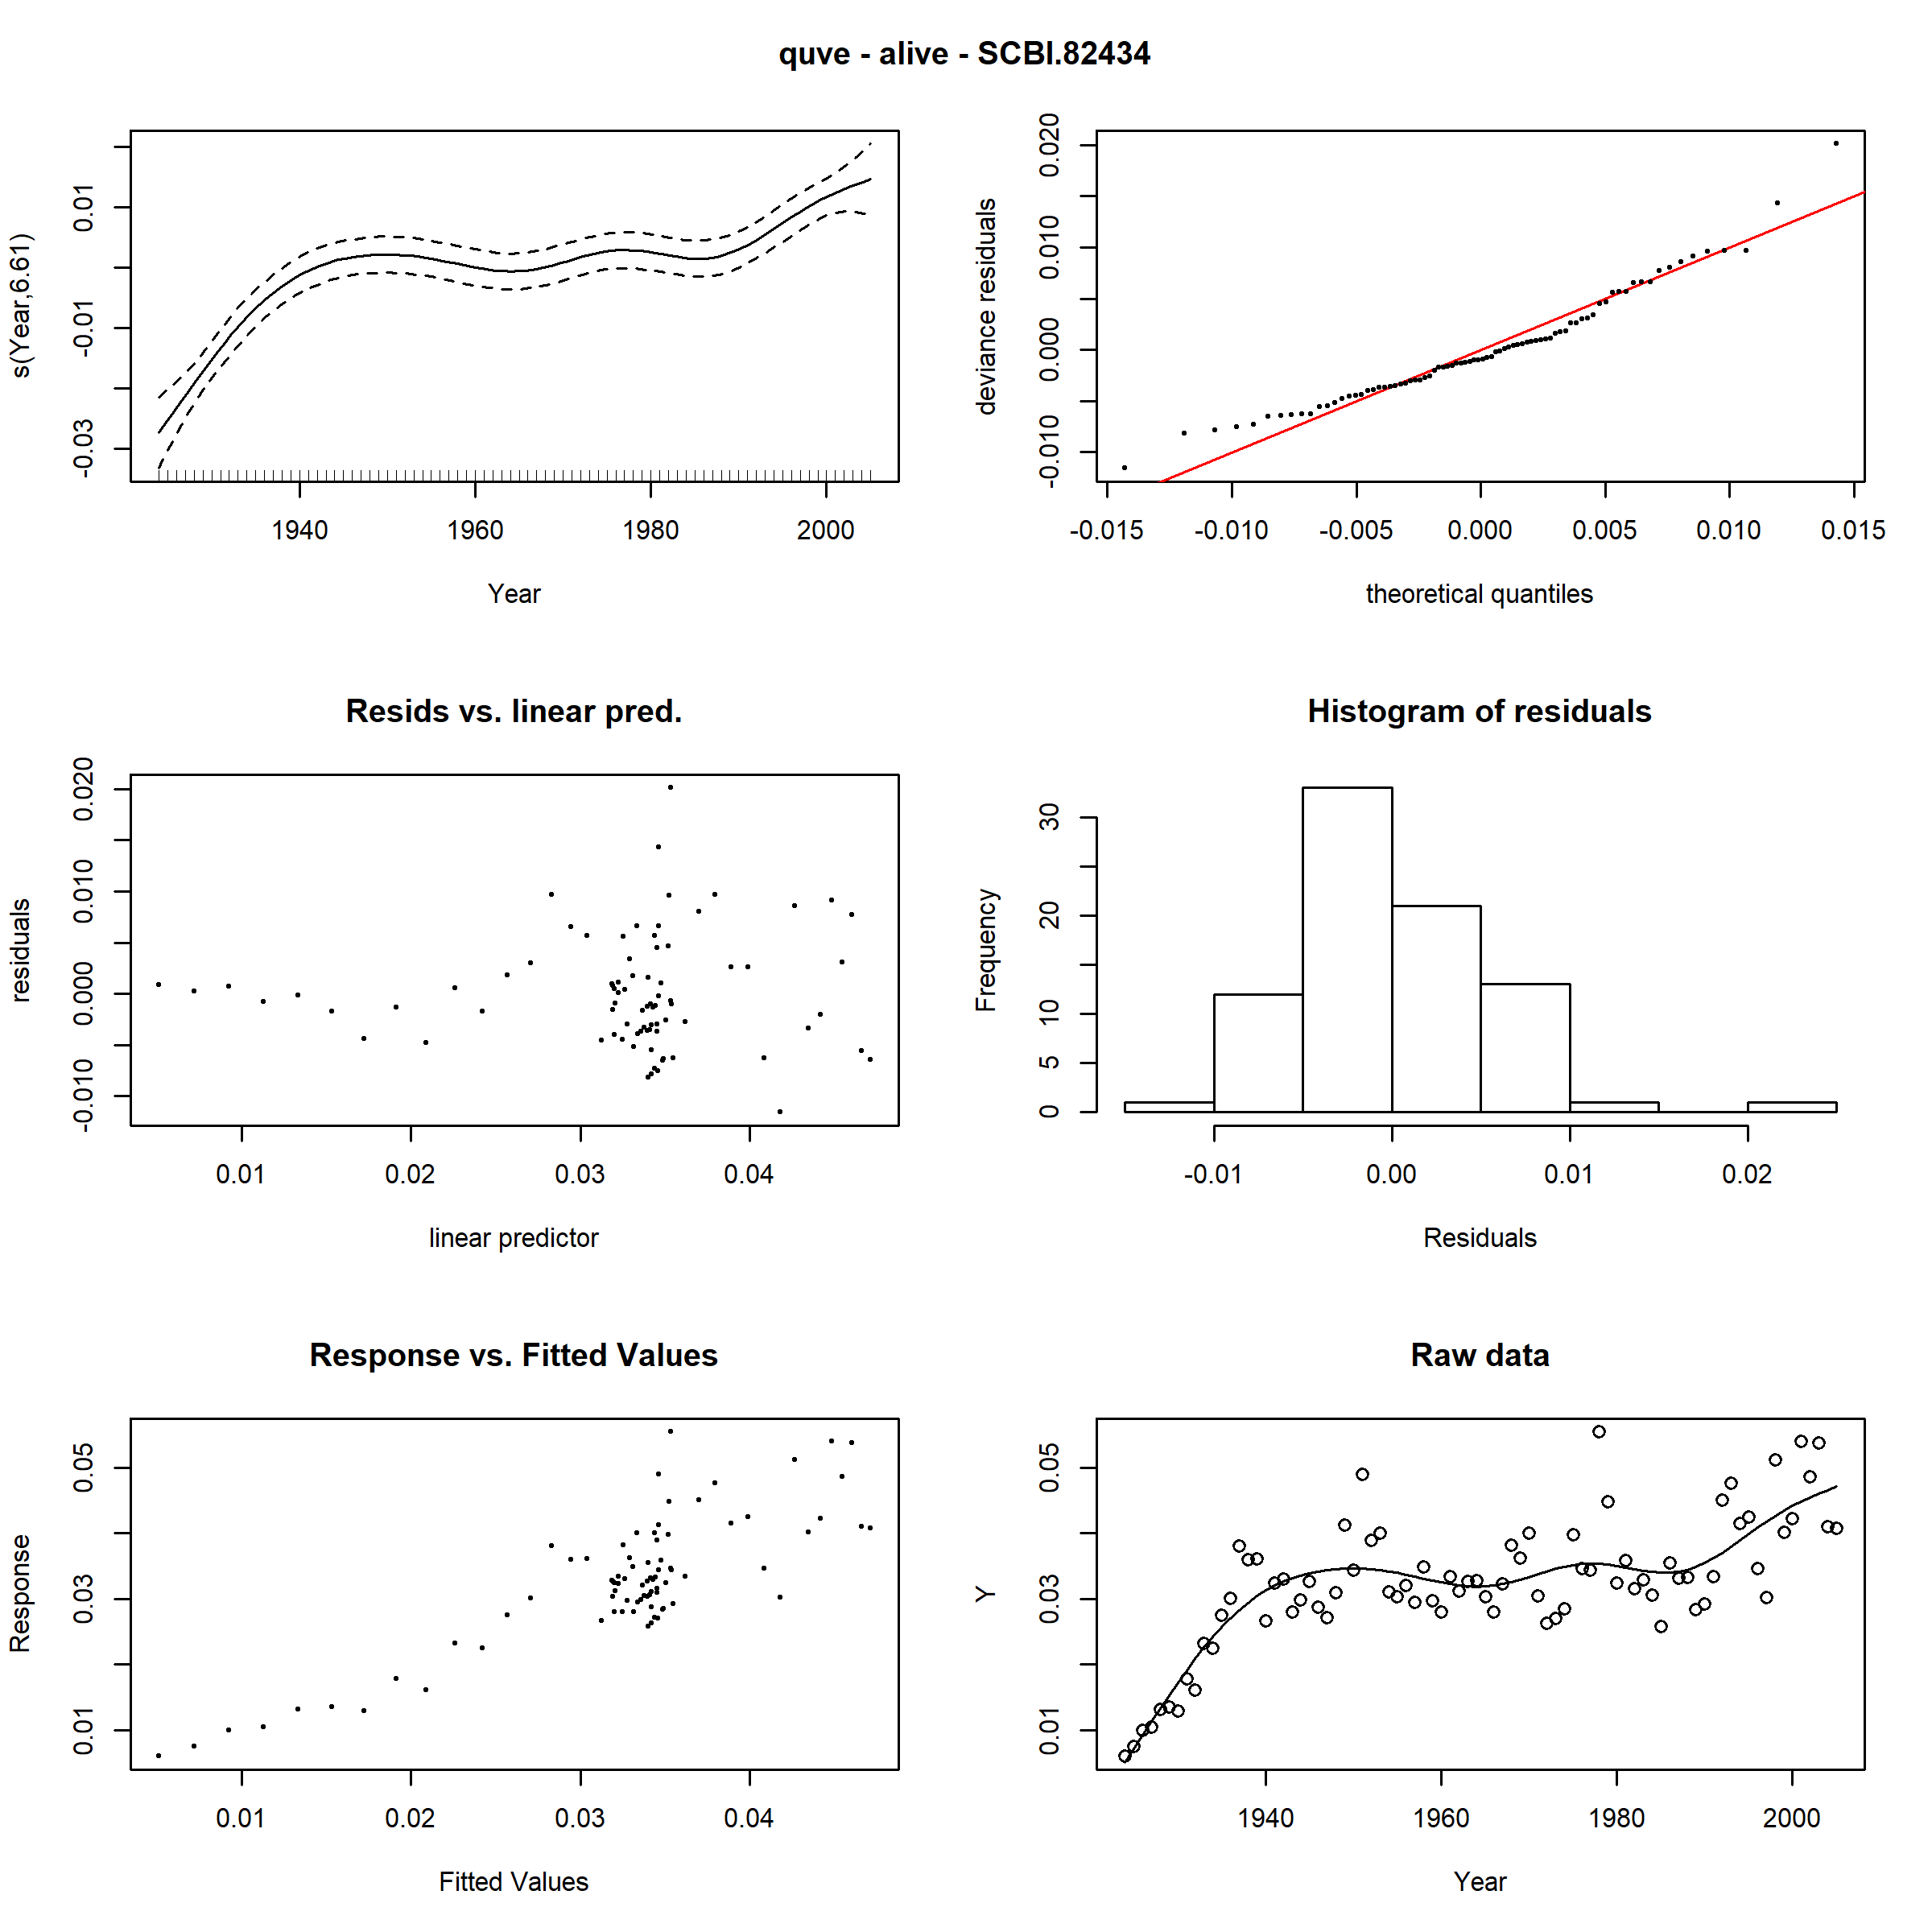 quve - alive - SCBI.82434
s(Year,6.61)
0.01
-0.01
-0.03
1940 1960 1980 2000
Year
deviance residuals
0.020
0.010
0.000
-0.010
-0.015 -0.010 -0.005 0.000 0.005 0.010 0.015
theoretical quantiles
Resids vs. linear pred.
residuals
0.020
0.010
0.000
-0.010
0.01 0.02 0.03 0.04
linear predictor
Histogram of residuals
Frequency
30
20
10
5
0
-0.01 0.00 0.01 0.02
Residuals
Response vs. Fitted Values
Response
0.05
0.03
0.01
0.01 0.02 0.03 0.04
Fitted Values
Raw data
Y
0.05
0.03
0.01
1940 1960 1980 2000
Year